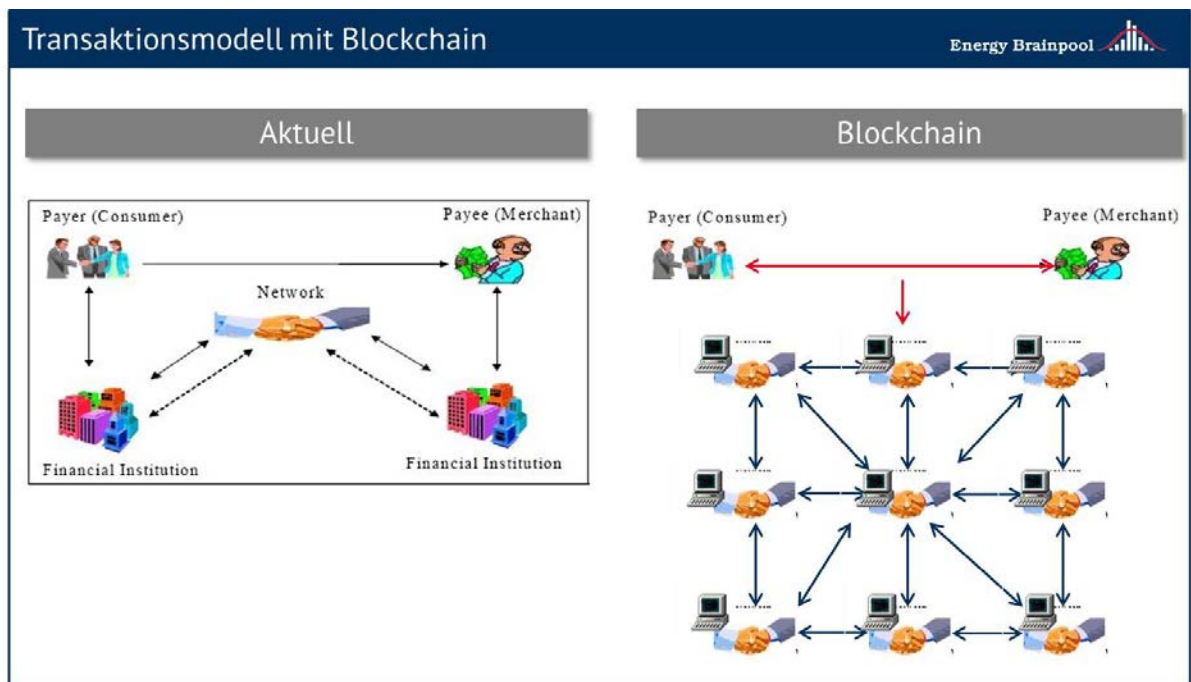 Transaktionsmodell mit Blockchain
Energy Brainpool
Aktuell
Payer (Consumer)
Payee (Merchant)
Network
Financial Institution
Financial Institution
Blockchain
Payer (Consumer)
Payee (Merchant)